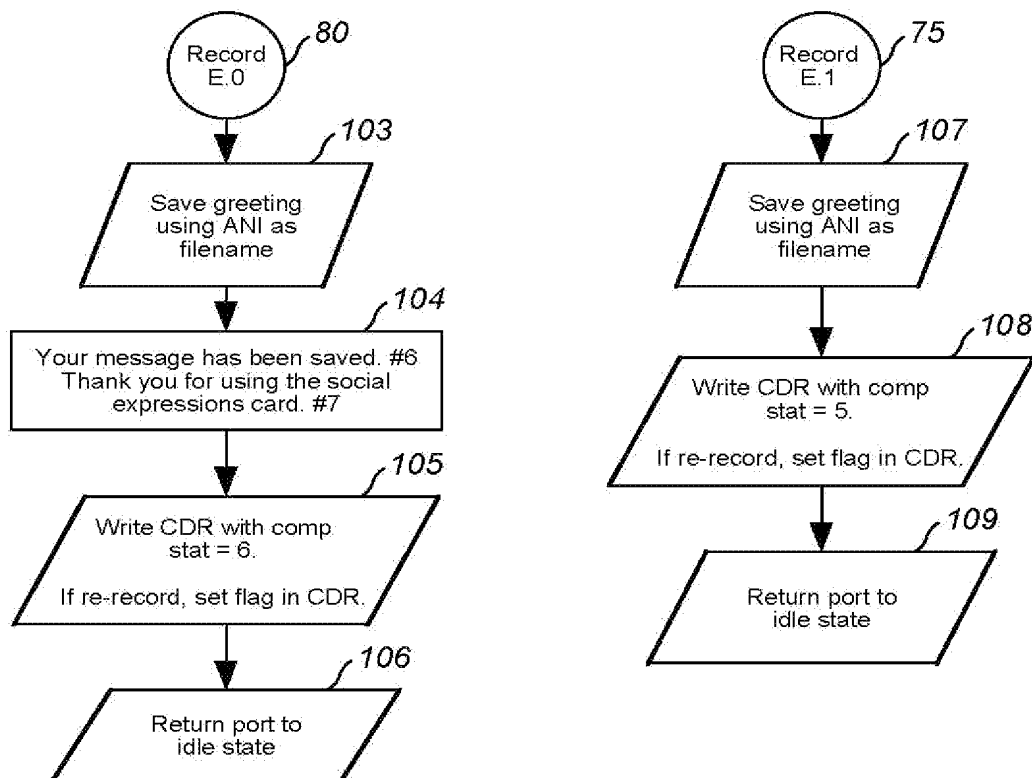 80
Record
E.0
103
Save greeting
using ANI as
filename
104
Your message has been saved. #6
Thank you for using the social
expressions card. #7
105
Write CDR with comp
stat = 6.
If re-record, set flag in CDR.
106
Return port to
idle state
75
Record
E.1
107
Save greeting
using ANI as
filename
108
Write CDR with comp
stat = 5.
If re-record, set flag in CDR.
109
Return port to
idle state